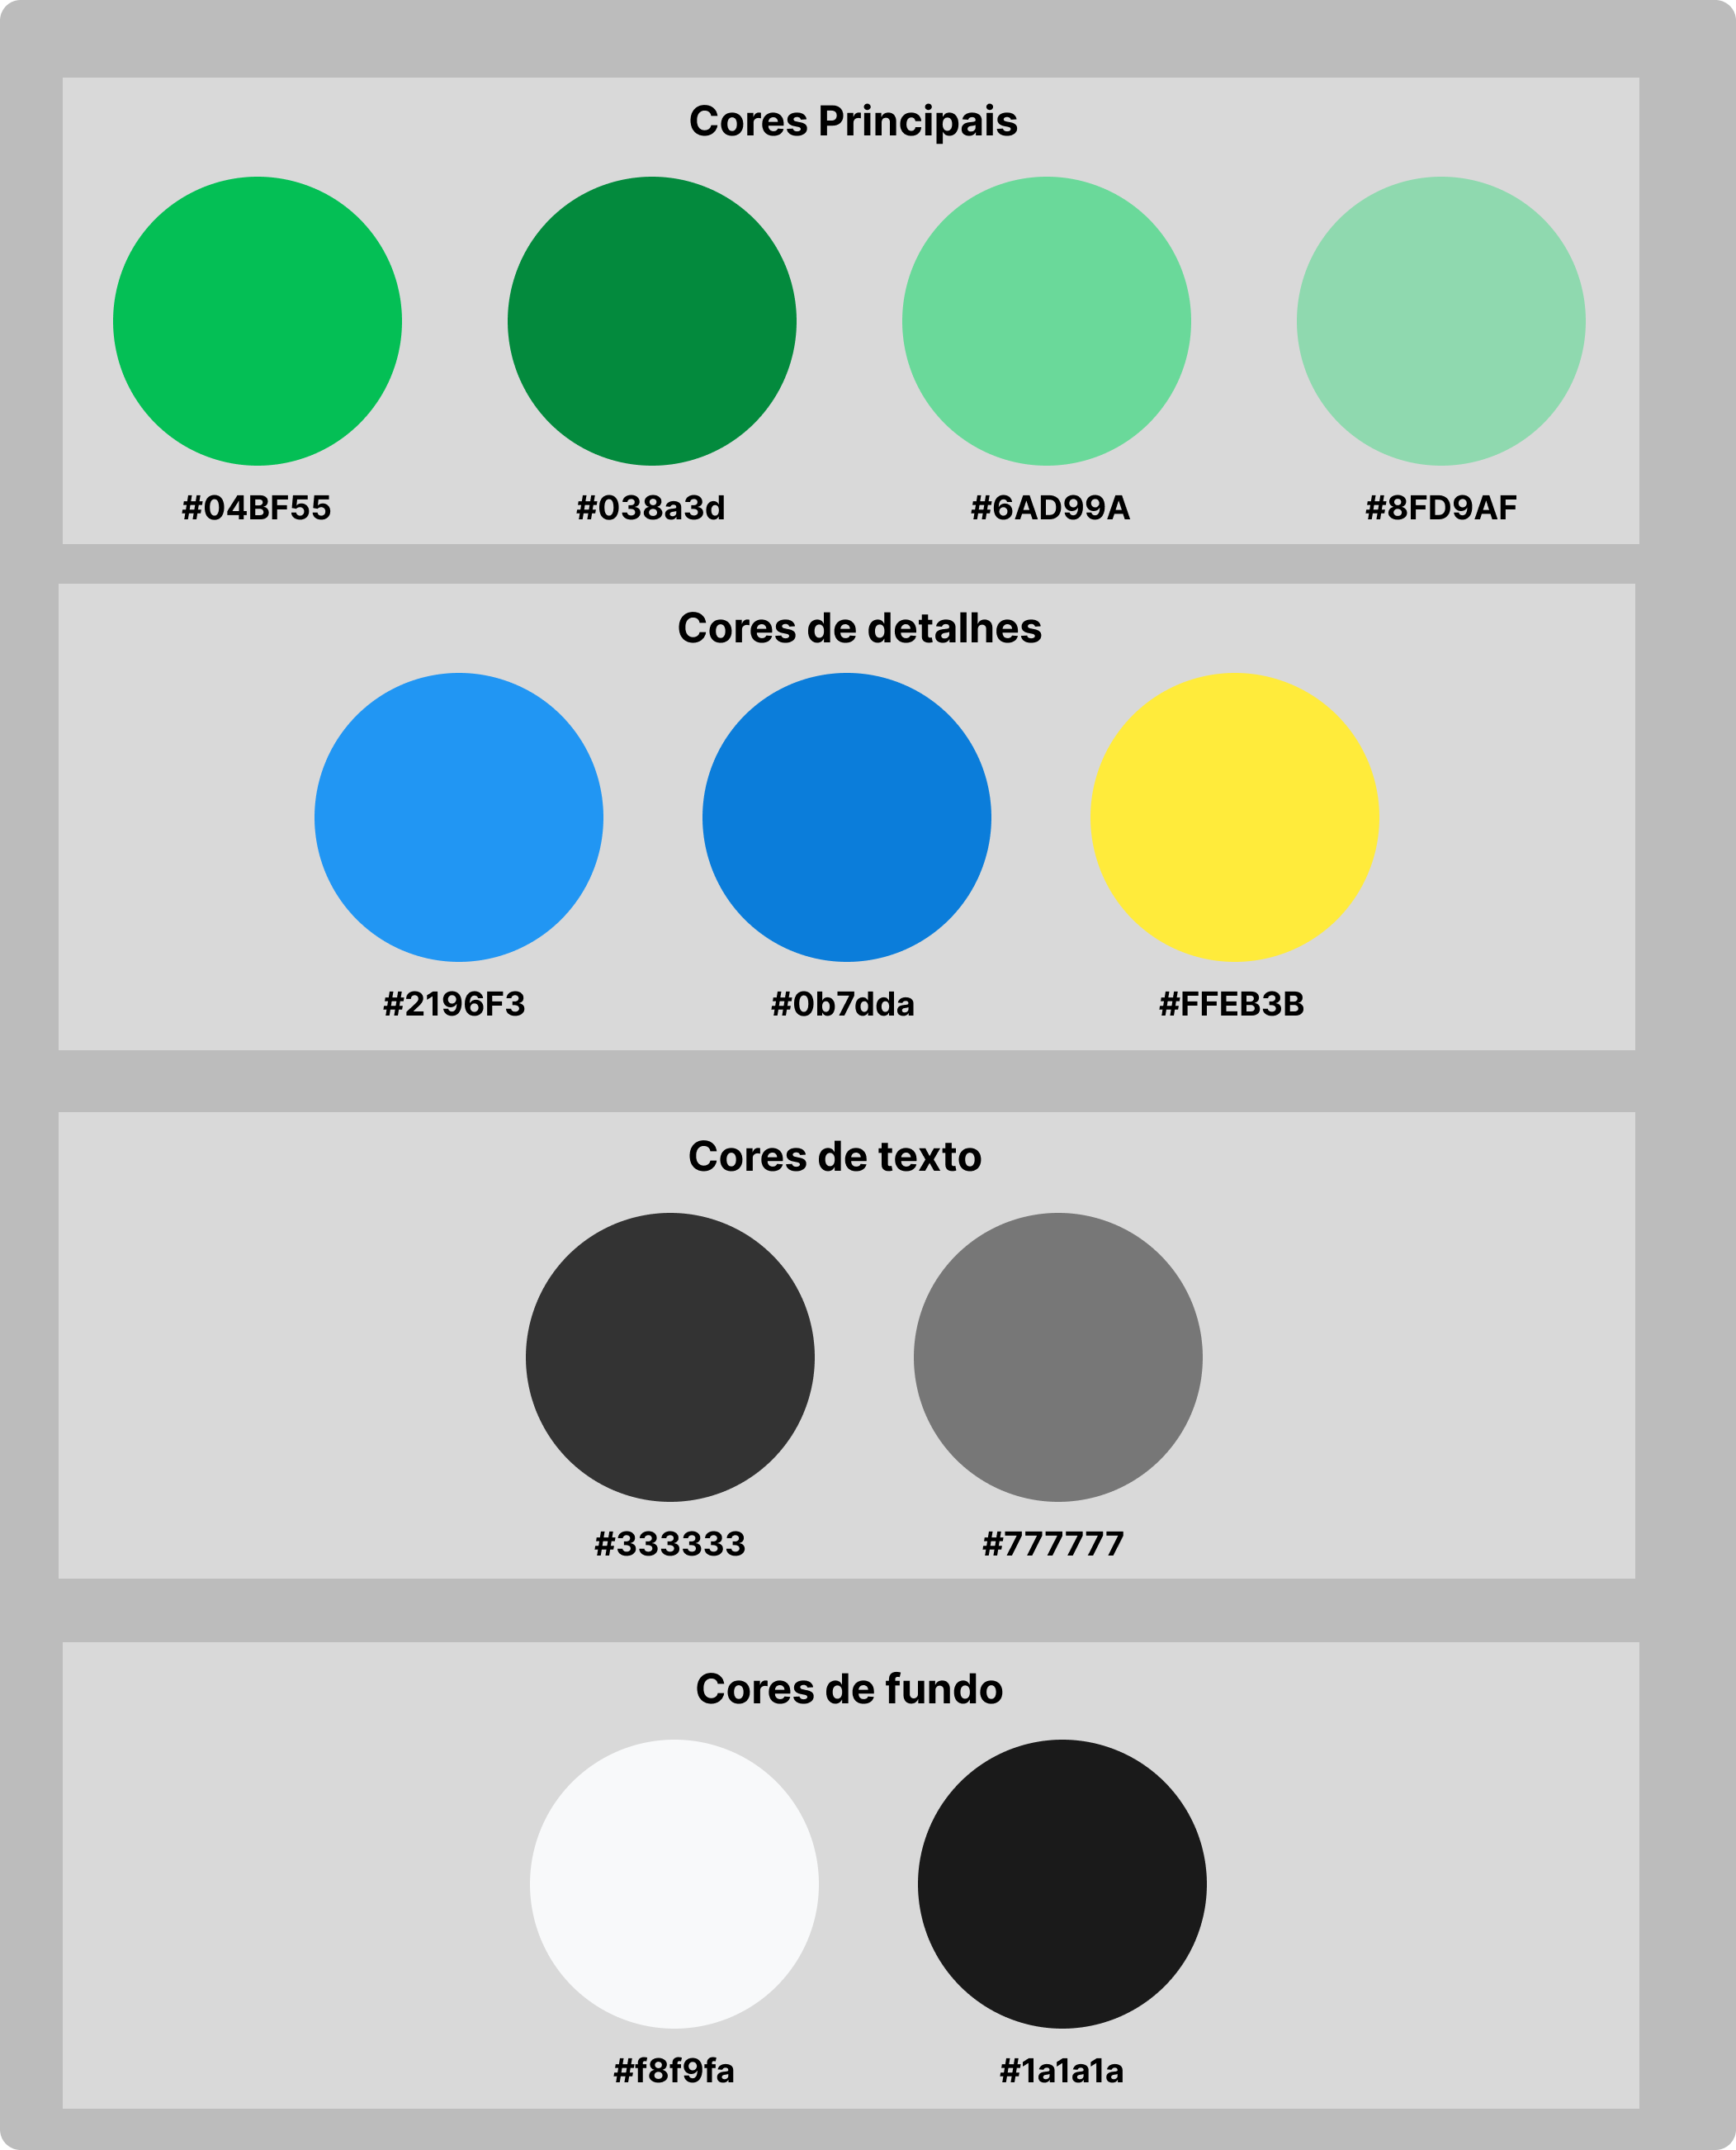 Cores Principais
#04BF55 #038a3d #6AD99A #8FD9AF
Cores de detalhes
#2196F3 #0b7dda #FFEB3B
Cores de texto
#333333 #777777
Cores de fundo
#f8f9fa #1a1a1a